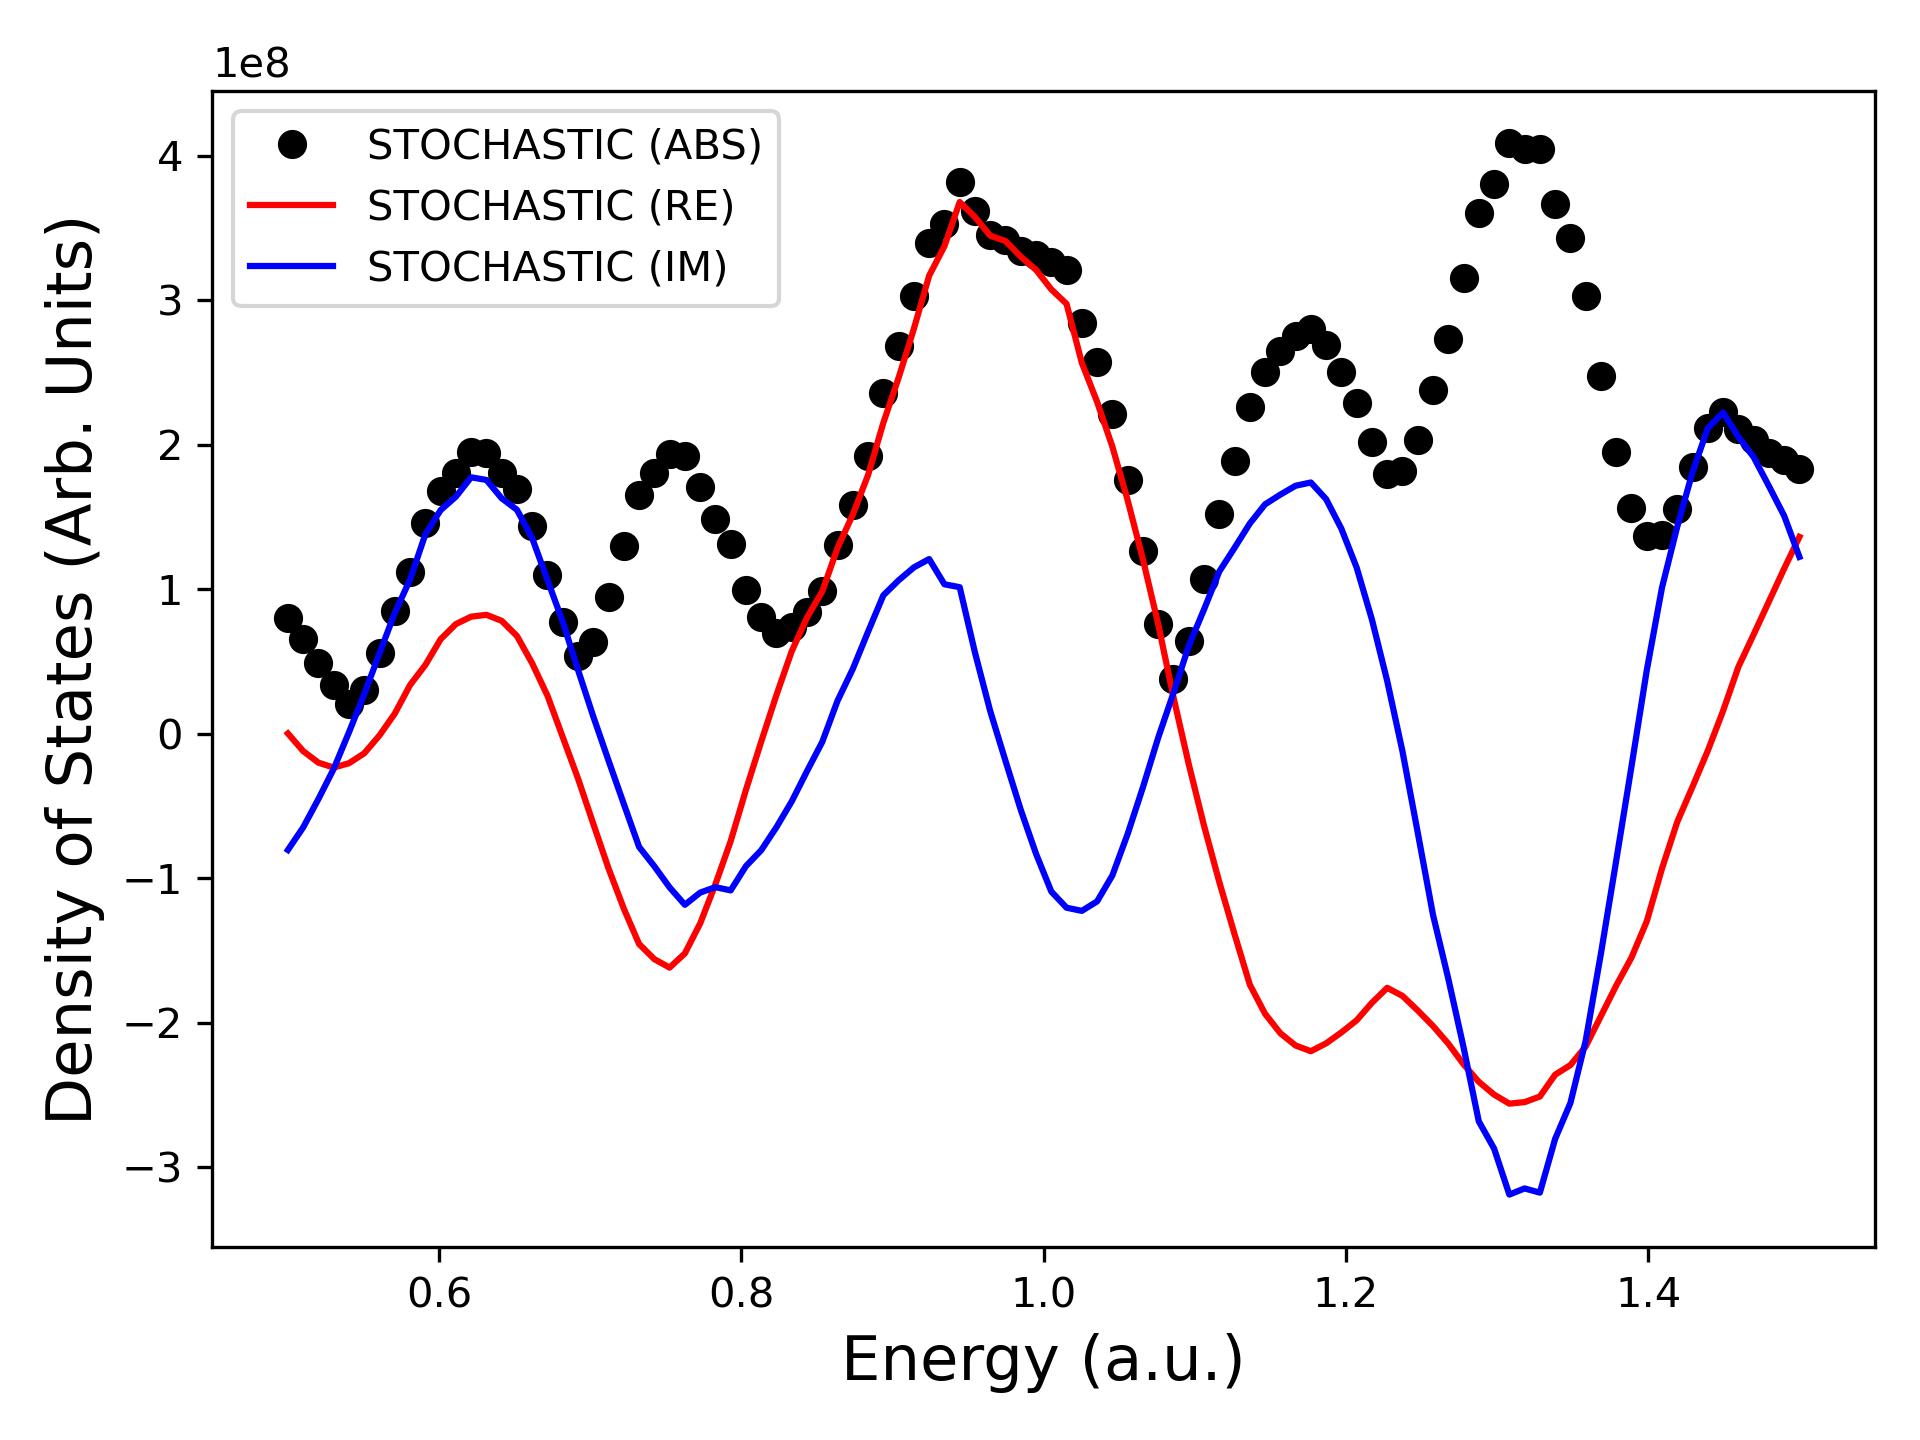 1e8
STOCHASTIC (ABS)
STOCHASTIC (RE)
STOCHASTIC (IM)
Density of States (Arb. Units)
4
3
2
1
0
−1
−2
−3
0.6 0.8 1.0 1.2 1.4
Energy (a.u.)